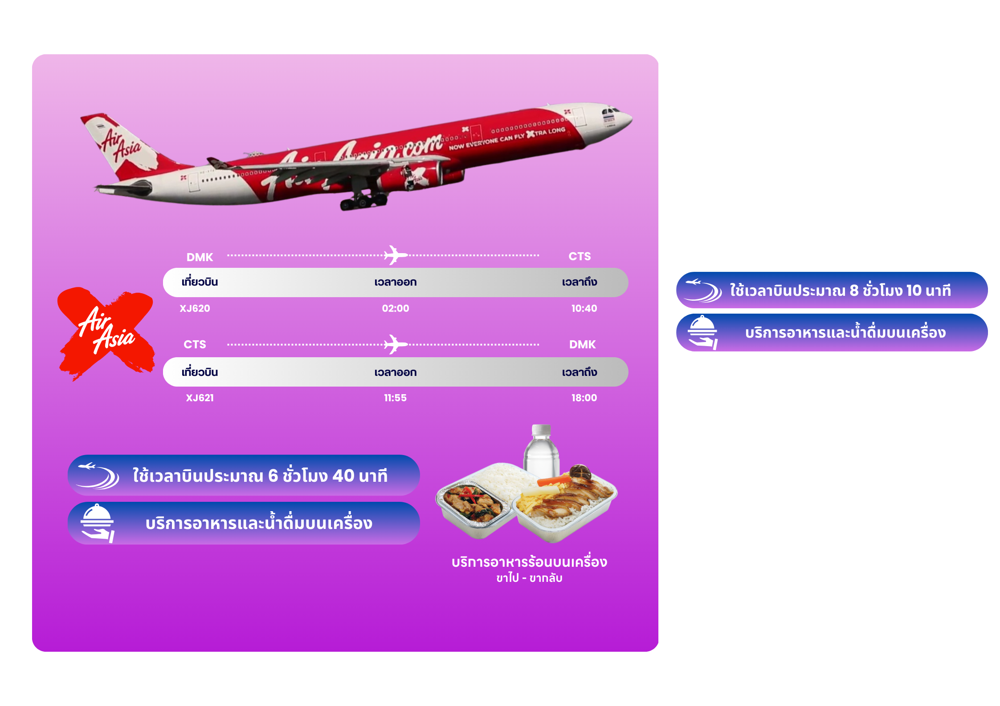 Air
Asia
AirAsia.com
NOW EVERYONE CAN FLY XTRA LONG
DMK
CTS
เที่ยวบิน เวลาออก เวลาถึง
XJ620 02:00 10:40
Air
Asia
CTS
DMK
เที่ยวบิน เวลาออก เวลาถึง
XJ621 11:55 18:00
ใช้เวลาบินประมาณ 6 ชั่วโมง 40 นาที
บริการอาหารและน้ำดื่มบนเครื่อง
บริการอาหารร้อนบนเครื่อง
ขาไป - ขากลับ
ใช้เวลาบินประมาณ 8 ชั่วโมง 10 นาที
บริการอาหารและน้ำดื่มบนเครื่อง